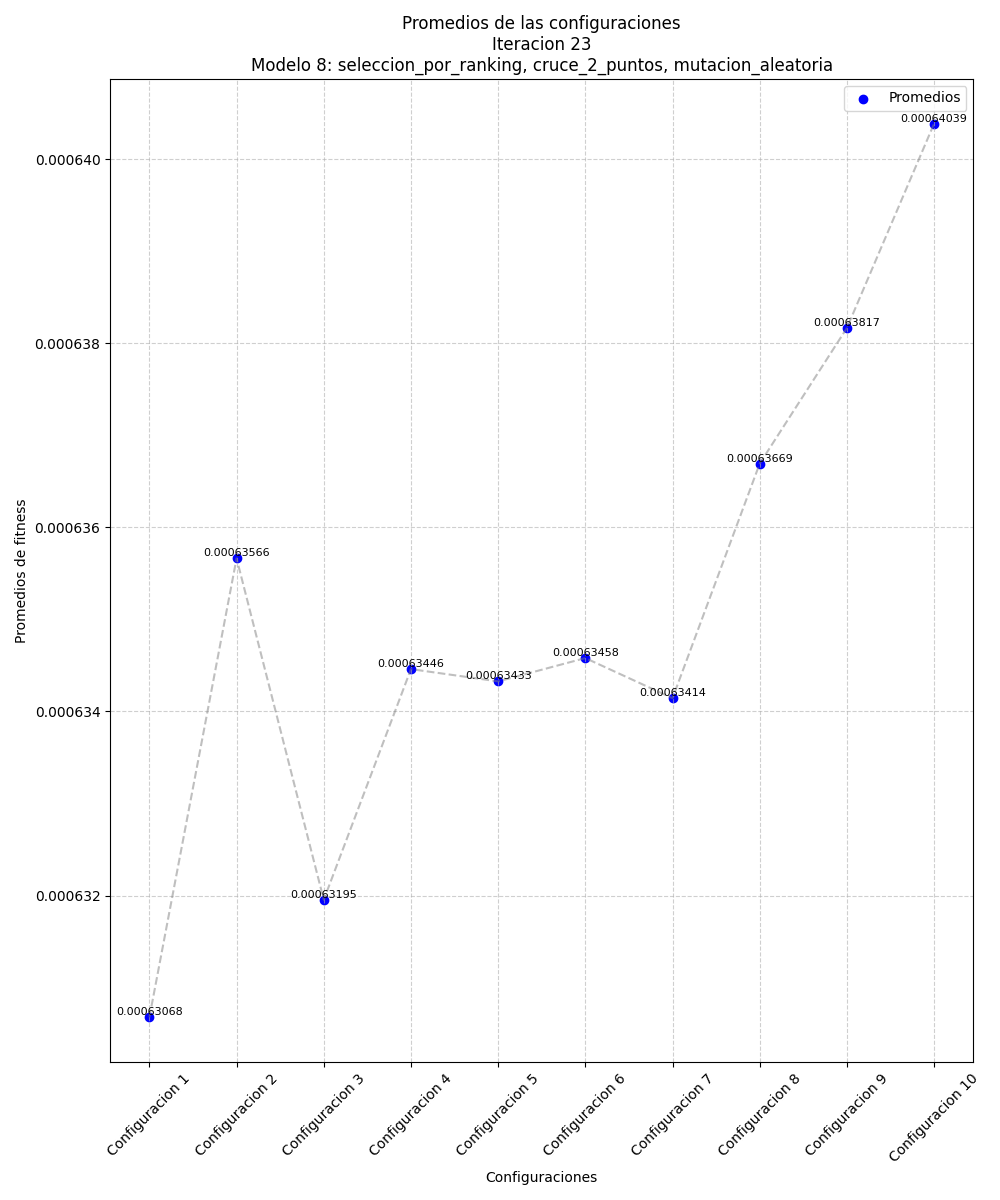 Promedios de las configuraciones
Iteracion 23
Modelo 8: seleccion_por_ranking, cruce_2_puntos, mutacion_aleatoria
Promedios
0.00064039
0.000640
0.00063817
0.000638
0.00063669
0.000636
0.00063566
0.00063458
0.00063446
0.00063433
0.00063414
0.000634
0.000632
0.00063195
0.00063068
Promedios de fitness
Configuracion 1
Configuracion 2
Configuracion 3
Configuracion 4
Configuracion 5
Configuracion 6
Configuracion 7
Configuracion 8
Configuracion 9
Configuracion 10
Configuraciones